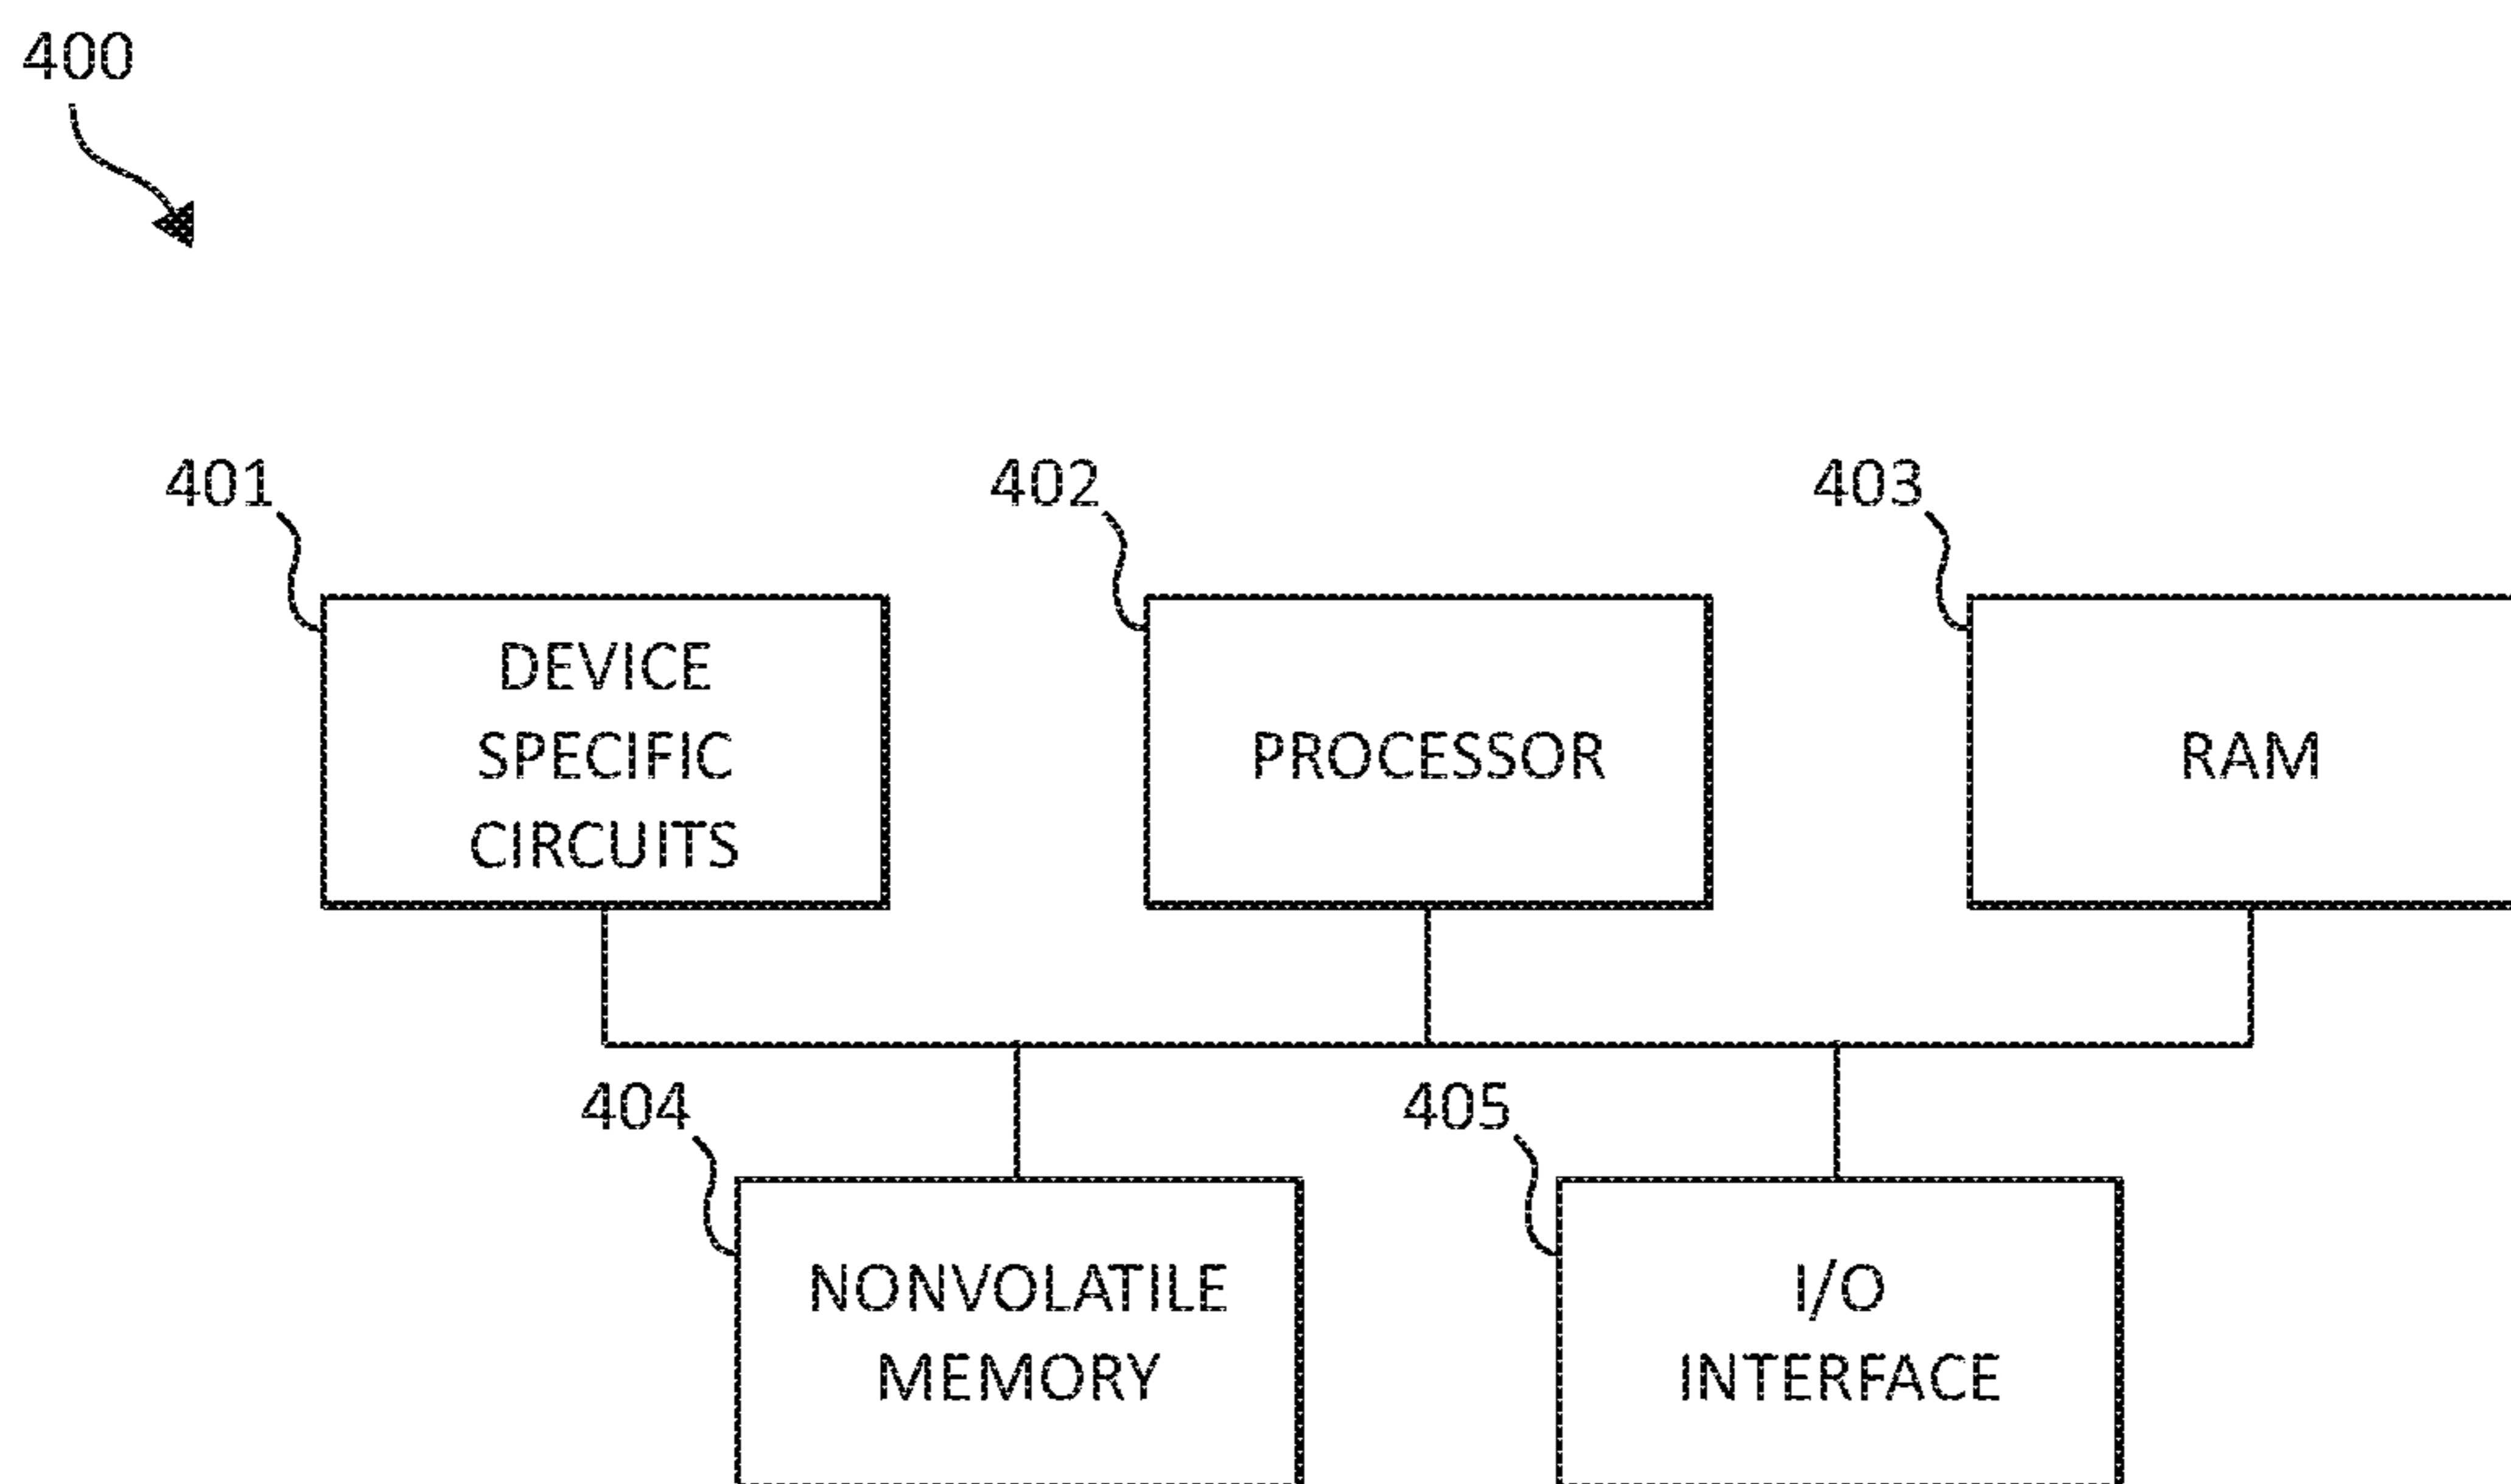 400
401
402
403
DEVICE
SPECIFIC
CIRCUITS
PROCESSOR
RAM
404
405
NONVOLATILE
MEMORY
I/O
INTERFACE